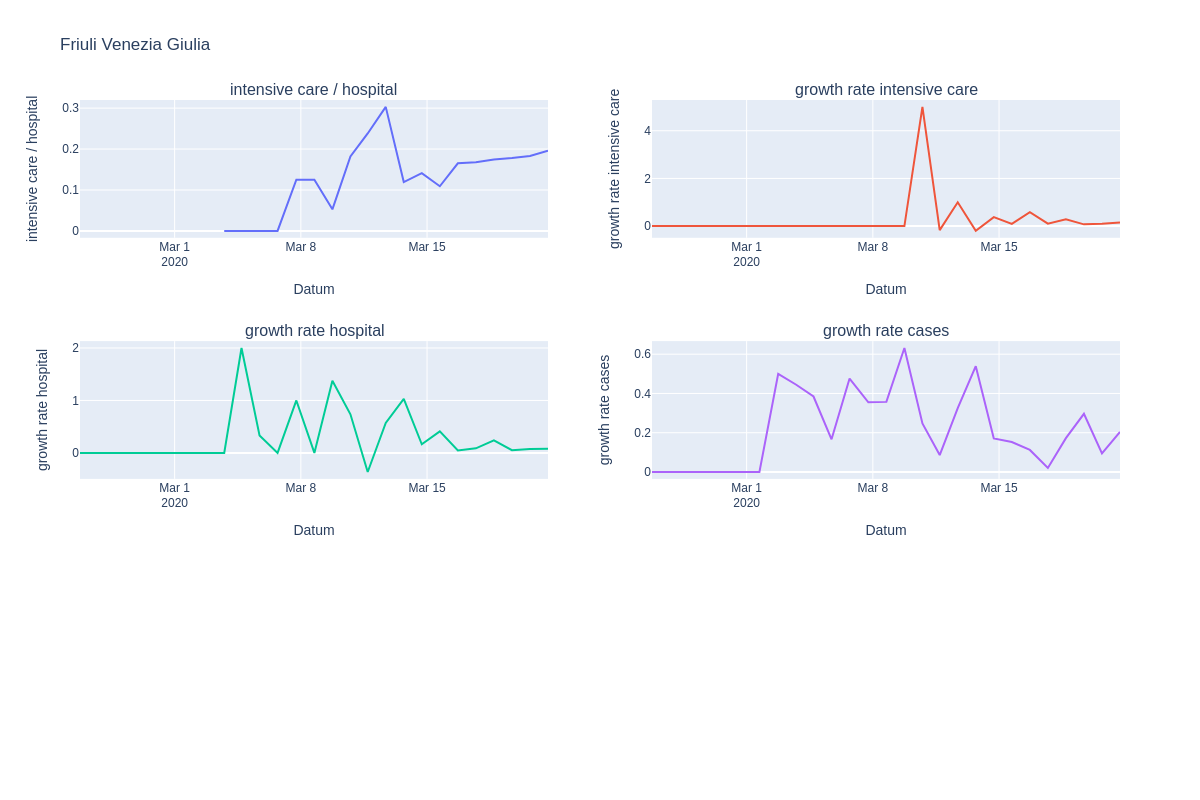 Friuli Venezia Giulia
intensive care / hospital
intensive care / hospital
0.3
0.2
0.1
0
Mar 1
2020
Mar 8
Mar 15
Datum
growth rate intensive care
growth rate intensive care
4
2
0
Mar 1
2020
Mar 8
Mar 15
Datum
growth rate hospital
growth rate hospital
2
1
0
Mar 1
2020
Mar 8
Mar 15
Datum
growth rate cases
growth rate cases
0.6
0.4
0.2
0
Mar 1
2020
Mar 8
Mar 15
Datum